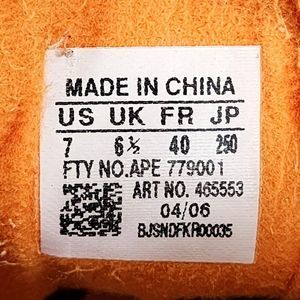 MADE IN CHINA
US UK FR JP
7 6½ 40 250
FTY NO.APE 779001
ART NO. 465553
04/06
BJSNDFKR00035